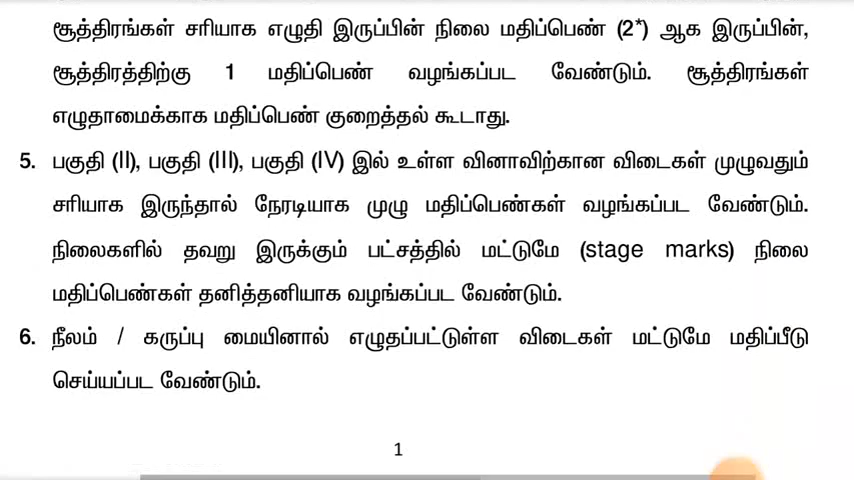 சூத்திரங்கள் சரியாக எழுதி இருப்பின் நிலை மதிப்பெண் (2*) ஆக இருப்பின்,
சூத்திரத்திற்கு 1 மதிப்பெண் வழங்கப்பட வேண்டும். சூத்திரங்கள்
எழுதாமைக்காக மதிப்பெண் குறைத்தல் கூடாது.
5. பகுதி (II), பகுதி (III), பகுதி (IV) இல் உள்ள வினாவிற்கான விடைகள் முழுவதும்
சரியாக இருந்தால் நேரடியாக முழு மதிப்பெண்கள் வழங்கப்பட வேண்டும்.
நிலைகளில் தவறு இருக்கும் பட்சத்தில் மட்டுமே (stage marks) நிலை
மதிப்பெண்கள் தனித்தனியாக வழங்கப்பட வேண்டும்.
6. நீலம் / கருப்பு மையினால் எழுதப்பட்டுள்ள விடைகள் மட்டுமே மதிப்பீடு
செய்யப்பட வேண்டும்.
1